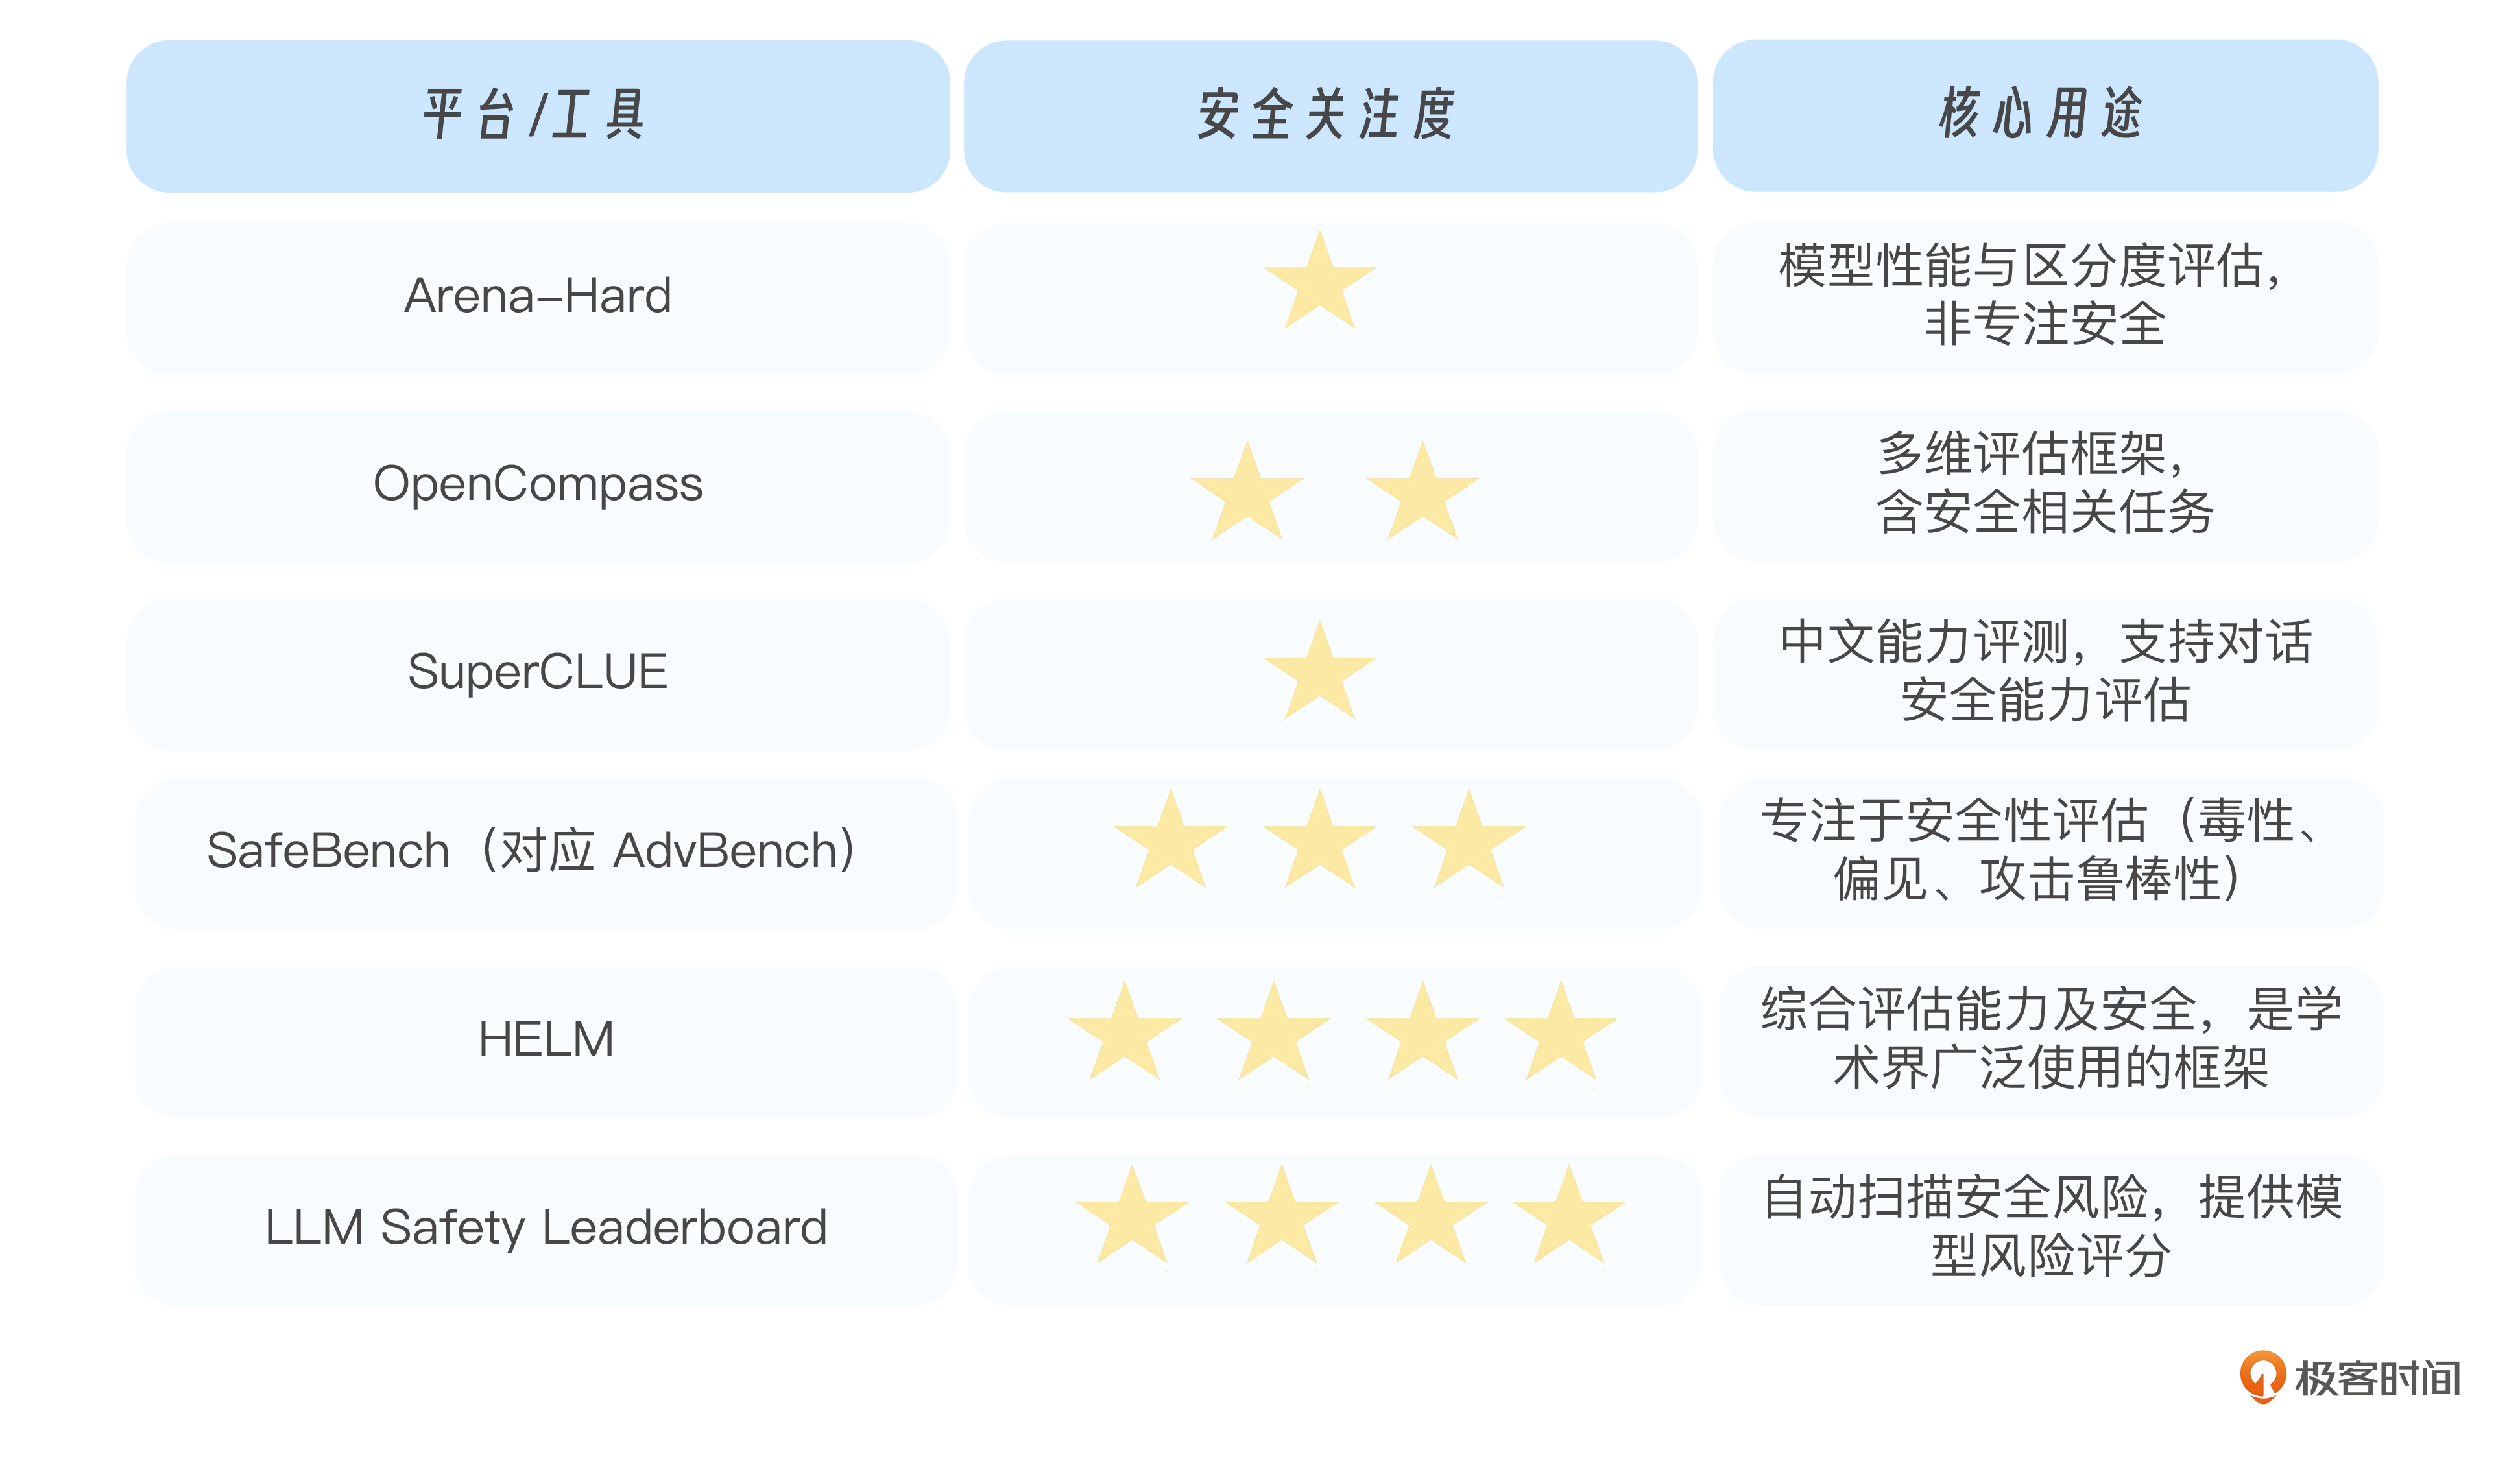 平台/工具
安全关注度
核心用途
Arena-Hard
模型性能与区分度评估，
非专注安全
OpenCompass
多维评估框架，
含安全相关任务
SuperCLUE
中文能力评测，支持对话
安全能力评估
SafeBench（对应 AdvBench）
专注于安全性评估（毒性、
偏见、攻击鲁棒性）
HELM
综合评估能力及安全，是学
术界广泛使用的框架
LLM Safety Leaderboard
自动扫描安全风险，提供模
型风险评分
极客时间